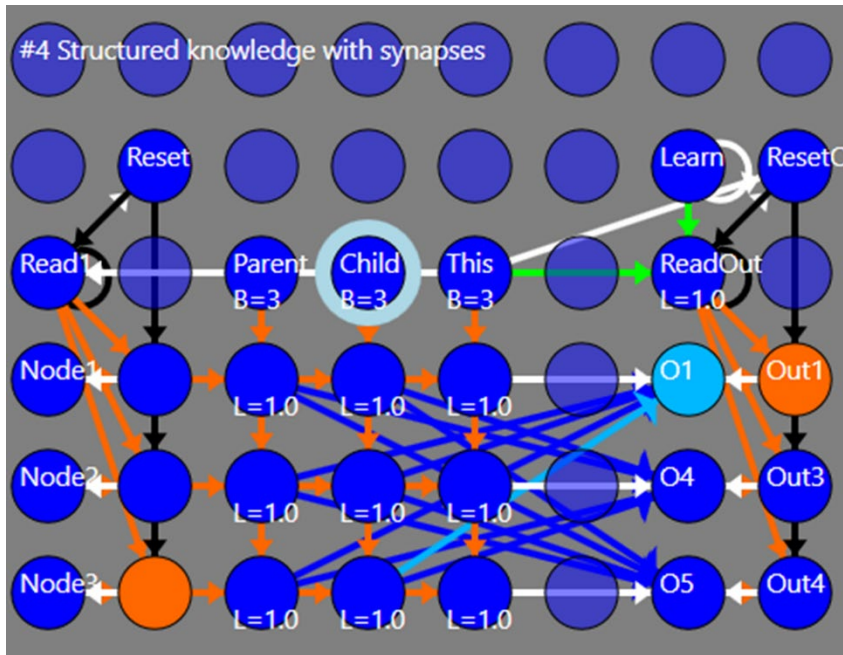 #4 Structured knowledge with synapses
Reset
Learn
ResetO
Read1
Parent
Child
This
ReadOut
B=3
B=3
B=3
L=1.0
Node1
O1
Out1
L=1.0
L=1.0
L=1.0
Node2
O4
Out3
L=1.0
L=1.0
L=1.0
Node3
O5
Out4
L=1.0
L=1.0
L=1.0